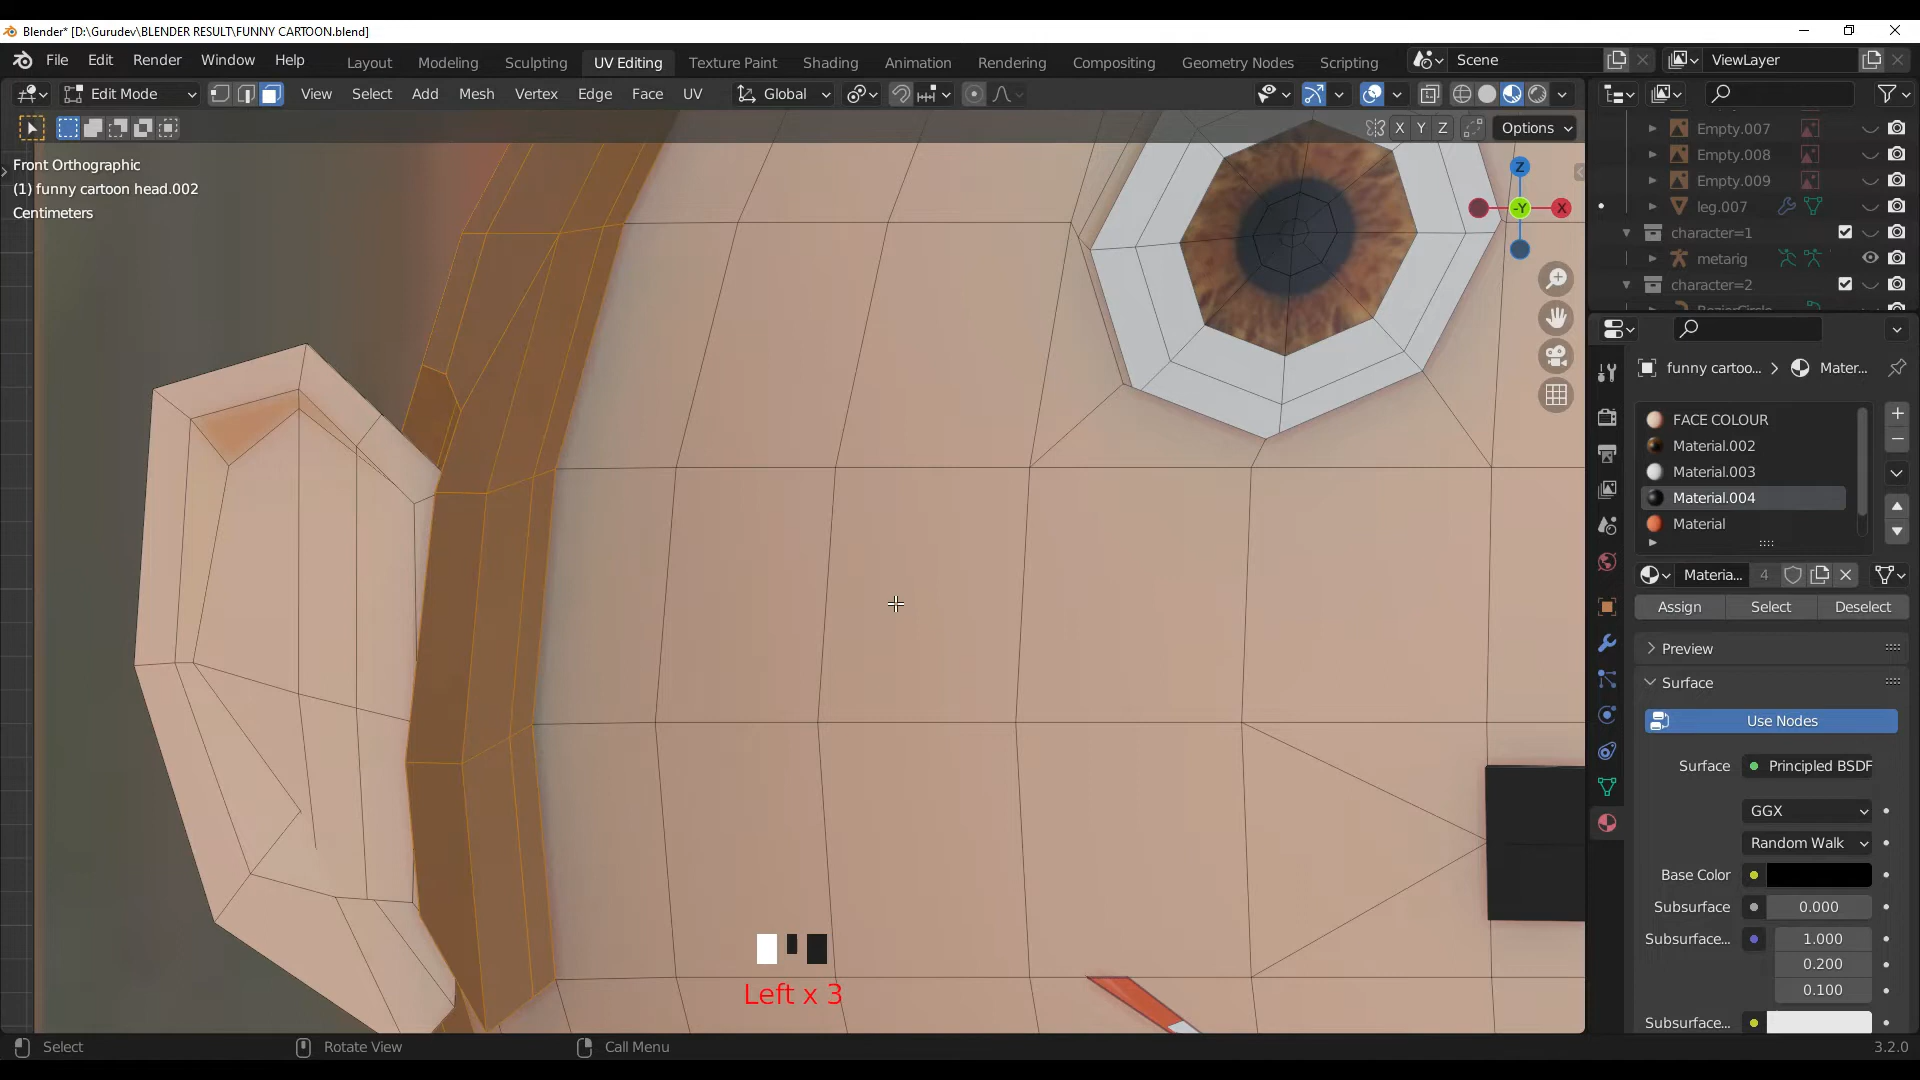 Blender* [D:\Gurudev\BLENDER RESULT\FUNNY CARTOON.blend]
File Edit Render Window Help Layout Modeling Sculpting UV Editing Texture Paint Shading Animation Rendering Compositing Geometry Nodes Scripting Scene ViewLayer
Edit Mode View Select Add Mesh Vertex Edge Face UV Global
X Y Z Options
Front Orthographic
(1) funny cartoon head.002
Centimeters
Z
-Y X
Empty.007
Empty.008
Empty.009
leg.007
character=1
metarig
character=2
funny cartoo... > Mater...
FACE COLOUR
Material.002
Material.003
Material.004
Material
Materia... 4
Assign Select Deselect
Preview
Surface
Use Nodes
Surface Principled BSDF
GGX
Random Walk
Base Color
Subsurface 0.000
Subsurface... 1.000
0.200
0.100
Subsurface...
Left x 3
Select Rotate View Call Menu 3.2.0